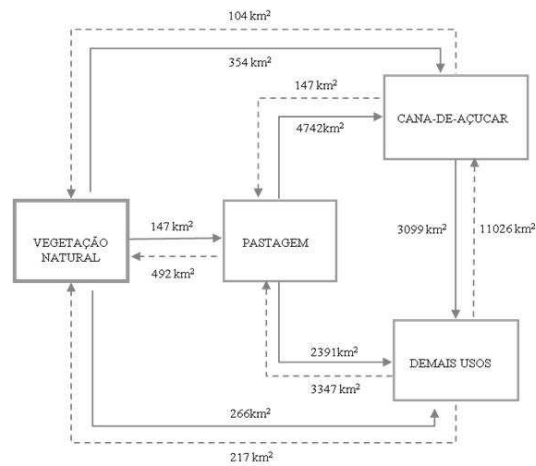 104 km²
354 km²
147 km²
4742km²
CANA-DE-AÇUCAR
147 km²
VEGETAÇÃO
NATURAL
PASTAGEM
492 km²
3099 km²
11026 km²
2391km²
DEMAIS USOS
3347 km²
266km²
217 km²